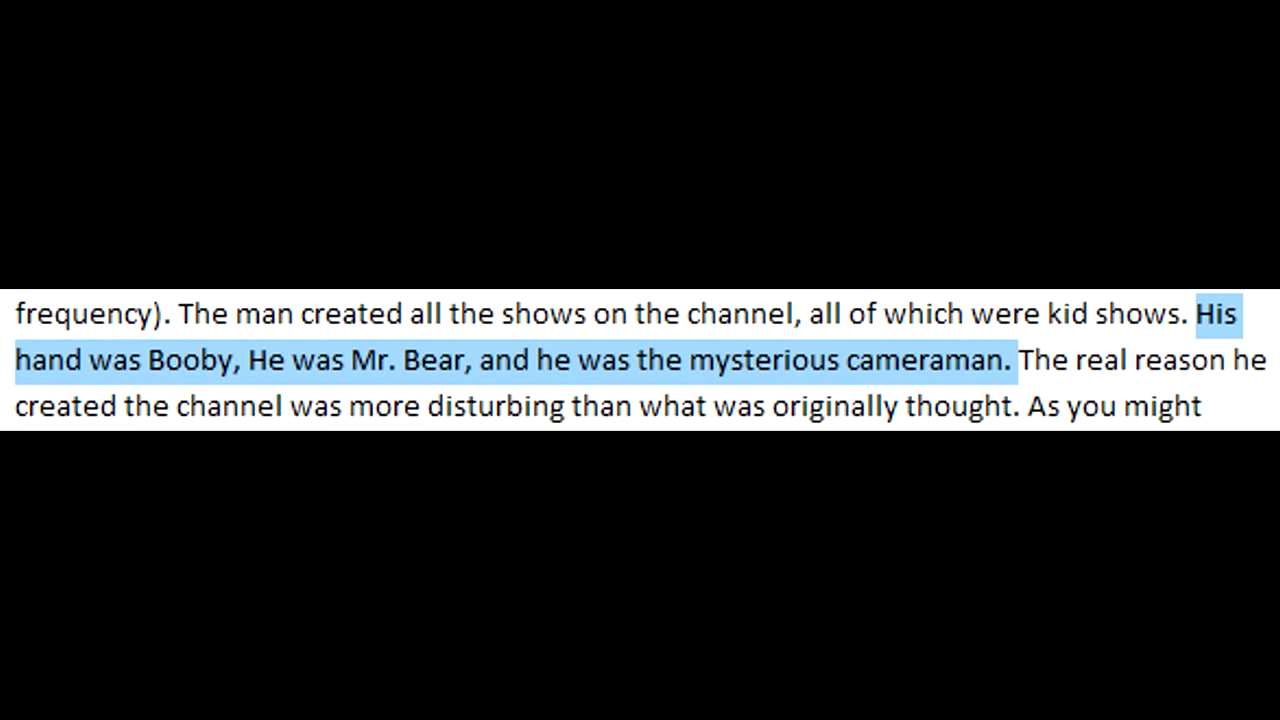 frequency). The man created all the shows on the channel, all of which were kid shows. His
hand was Booby, He was Mr. Bear, and he was the mysterious cameraman. The real reason he
created the channel was more disturbing than what was originally thought. As you might